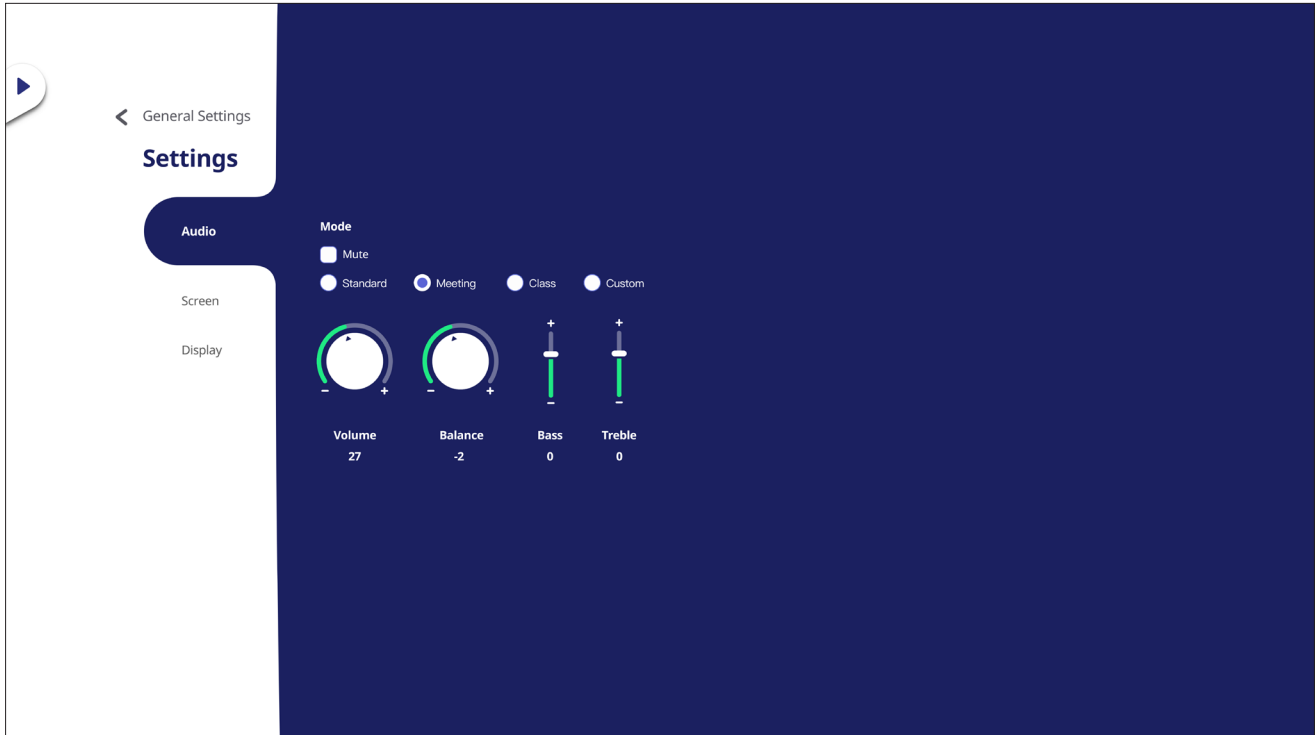 General Settings
Settings
Audio
Screen
Display
Mode
Mute
Standard Meeting Class Custom
+ +
- + - + - -
Volume Balance Bass Treble
27 -2 0 0